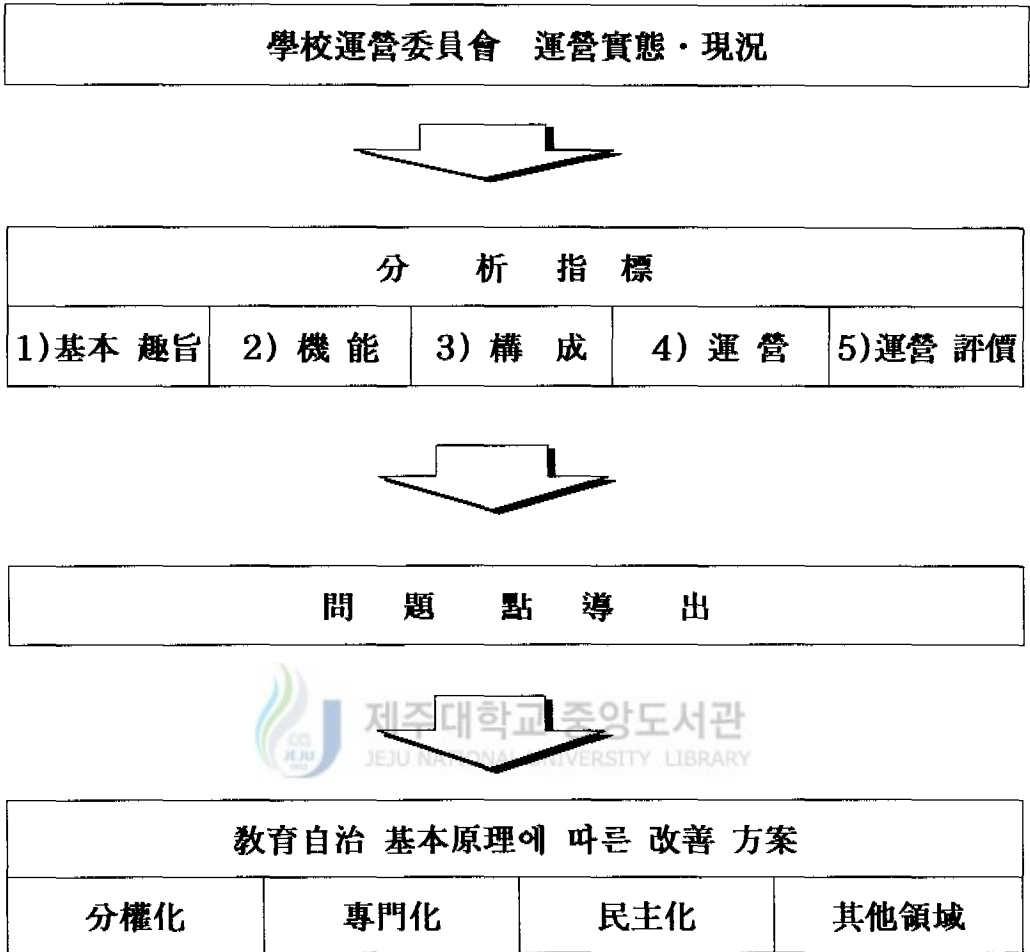 學校運營委員會 運營實態 · 現況
分 析 指 標
1)基本 趣旨 2) 機 能 3) 構 成 4) 運 營 5)運營 評價
問 題 點 導 出
제주대학교 중앙도서관
JEJU NATIONAL UNIVERSITY LIBRARY
敎育自治 基本原理에 따른 改善 方案
分權化 專門化 民主化 其他領域